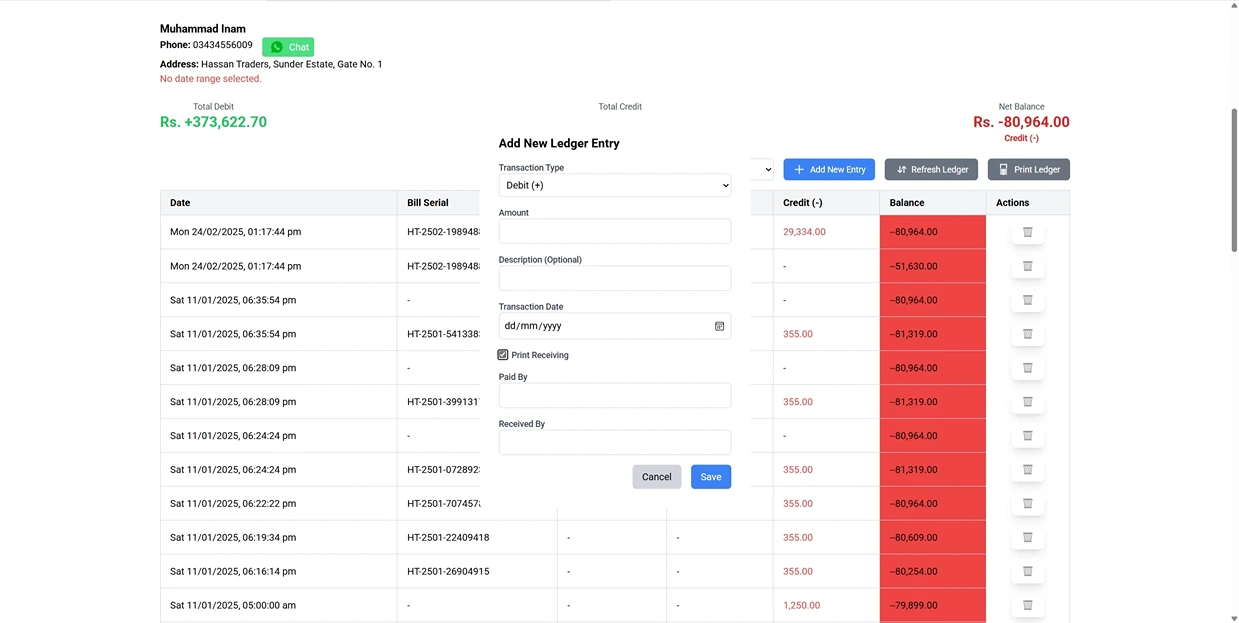 Muhammad Inam
Phone: 03434556009 Chat
Address: Hassan Traders, Sunder Estate, Gate No. 1
No date range selected.
Total Debit Total Credit Net Balance
Rs. +373,622.70 Rs. -80,964.00
Credit (-)
Add New Entry Refresh Ledger Print Ledger
Add New Ledger Entry
Transaction Type
Debit (+)
Amount
Description (Optional)
Transaction Date
dd/mm/yyyy
Print Receiving
Paid By
Received By
Cancel Save
Date Bill Serial Credit (-) Balance Actions
Mon 24/02/2025, 01:17:44 pm HT-2502-198948 29,334.00 --80,964.00
Mon 24/02/2025, 01:17:44 pm HT-2502-198948 - --51,630.00
Sat 11/01/2025, 06:35:54 pm - - --80,964.00
Sat 11/01/2025, 06:35:54 pm HT-2501-541338 355.00 --81,319.00
Sat 11/01/2025, 06:28:09 pm - - --80,964.00
Sat 11/01/2025, 06:28:09 pm HT-2501-399131 355.00 --81,319.00
Sat 11/01/2025, 06:24:24 pm - - --80,964.00
Sat 11/01/2025, 06:24:24 pm HT-2501-072892 355.00 --81,319.00
Sat 11/01/2025, 06:22:22 pm HT-2501-707457 355.00 --80,964.00
Sat 11/01/2025, 06:19:34 pm HT-2501-22409418 - - 355.00 --80,609.00
Sat 11/01/2025, 06:16:14 pm HT-2501-26904915 - - 355.00 --80,254.00
Sat 11/01/2025, 05:00:00 am - - - 1,250.00 --79,899.00